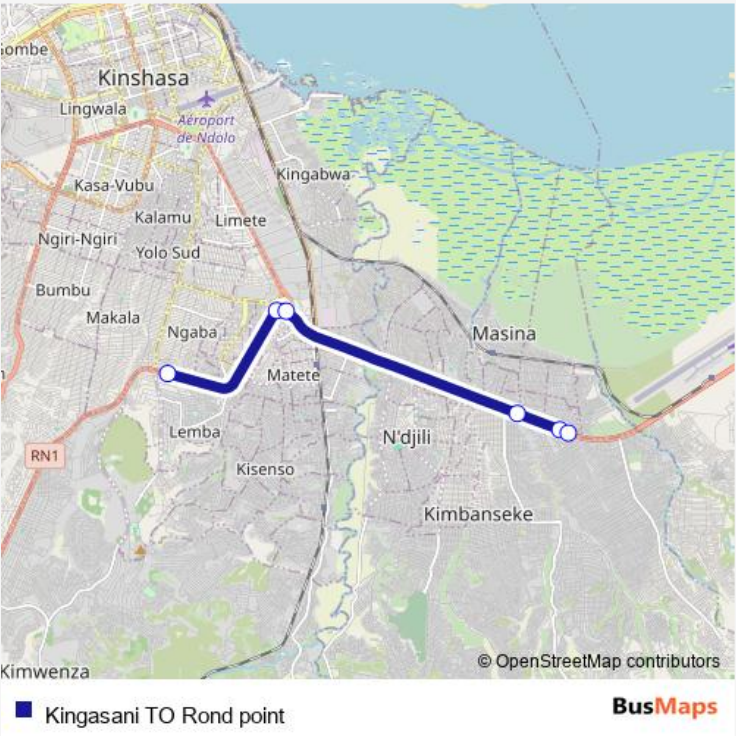 ombe
Kinshasa
Lingwala
Aéroport
de Ndolo
Kingabwa
Kasa-Vubu
Kalamu
Limete
Ngiri-Ngiri
Yolo Sud
Bumbu
Makala
Ngaba
Masina
Matete
Lemba
N'djili
RN1
Kisenso
Kimbanseke
© OpenStreetMap contributors
Kimwenza
Kingasani TO Rond point
BusMaps